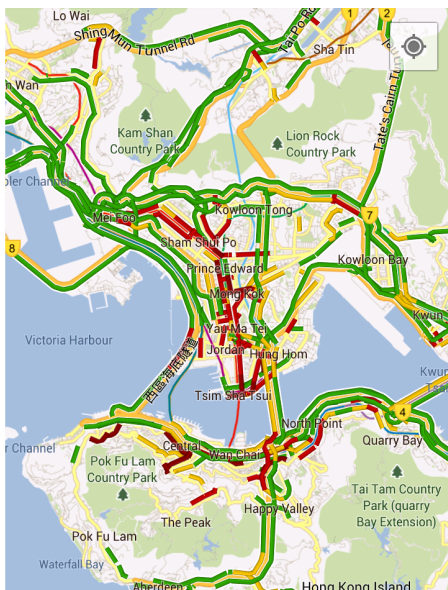 Lo Wai
Shing Mun Tunnel Rd
Tai Po Rd
1
2
Sha Tin
n Wan
Kam Shan
Country Park
Lion Rock
Country Park
Tate's Cairn Tu
bler Channel
Mei Foo
Kowloon Tong
7
Sham Shui Po
8
Prince Edward
Kowloon Bay
Mong Kok
Kwun
Yau Ma Tei
Victoria Harbour
西區海底隧道
Jordan
Hung Hom
Kwun
Tsim Sha Tsui
4
North Point
r Channel
Central
Quarry Bay
Wan Chai
Pok Fu Lam
Country Park
Tai Tam Country
Park (quarry
Bay Extension)
Happy Valley
The Peak
Pok Fu Lam
Waterfall Bay
Aberdeen
Hong Kong Island